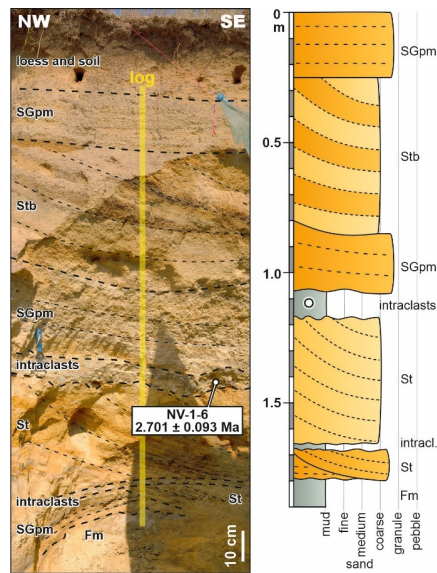 NW
SE
loess and soil
log
SGpm
Stb
SGpm
intraclasts
NV-1-6
2.701 ± 0.093 Ma
St
intraclasts
St
SGpm
Fm
10 cm
0
m
SGpm
0.5
Stb
SGpm
1.0
intraclasts
St
1.5
intracl.
St
Fm
mud
fine
medium
coarse
granule
pebble
sand